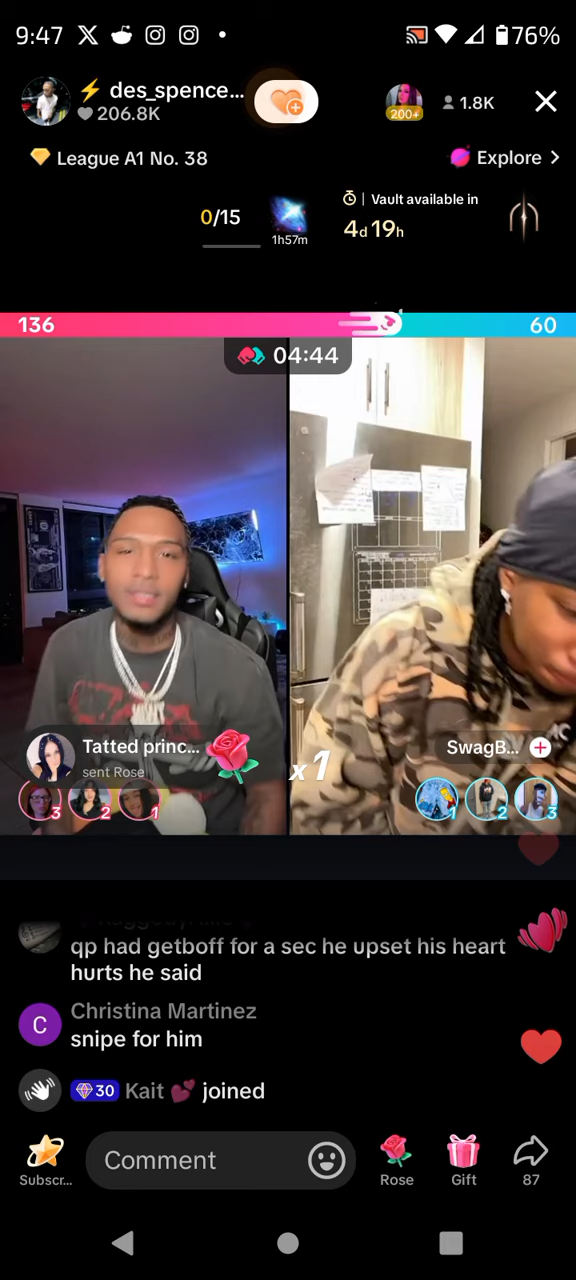 9:47
76%
⚡ des_spence...
206.8K
200+
1.8K
League A1 No. 38
Explore
0/15
1h57m
Vault available in
4d 19h
136
60
04:44
Tatted princ...
sent Rose
x1
SwagB...
3
2
1
1
2
3
qp had getboff for a sec he upset his heart
hurts he said
C
Christina Martinez
snipe for him
30 Kait 💕 joined
Comment
Subscr...
Rose
Gift
87